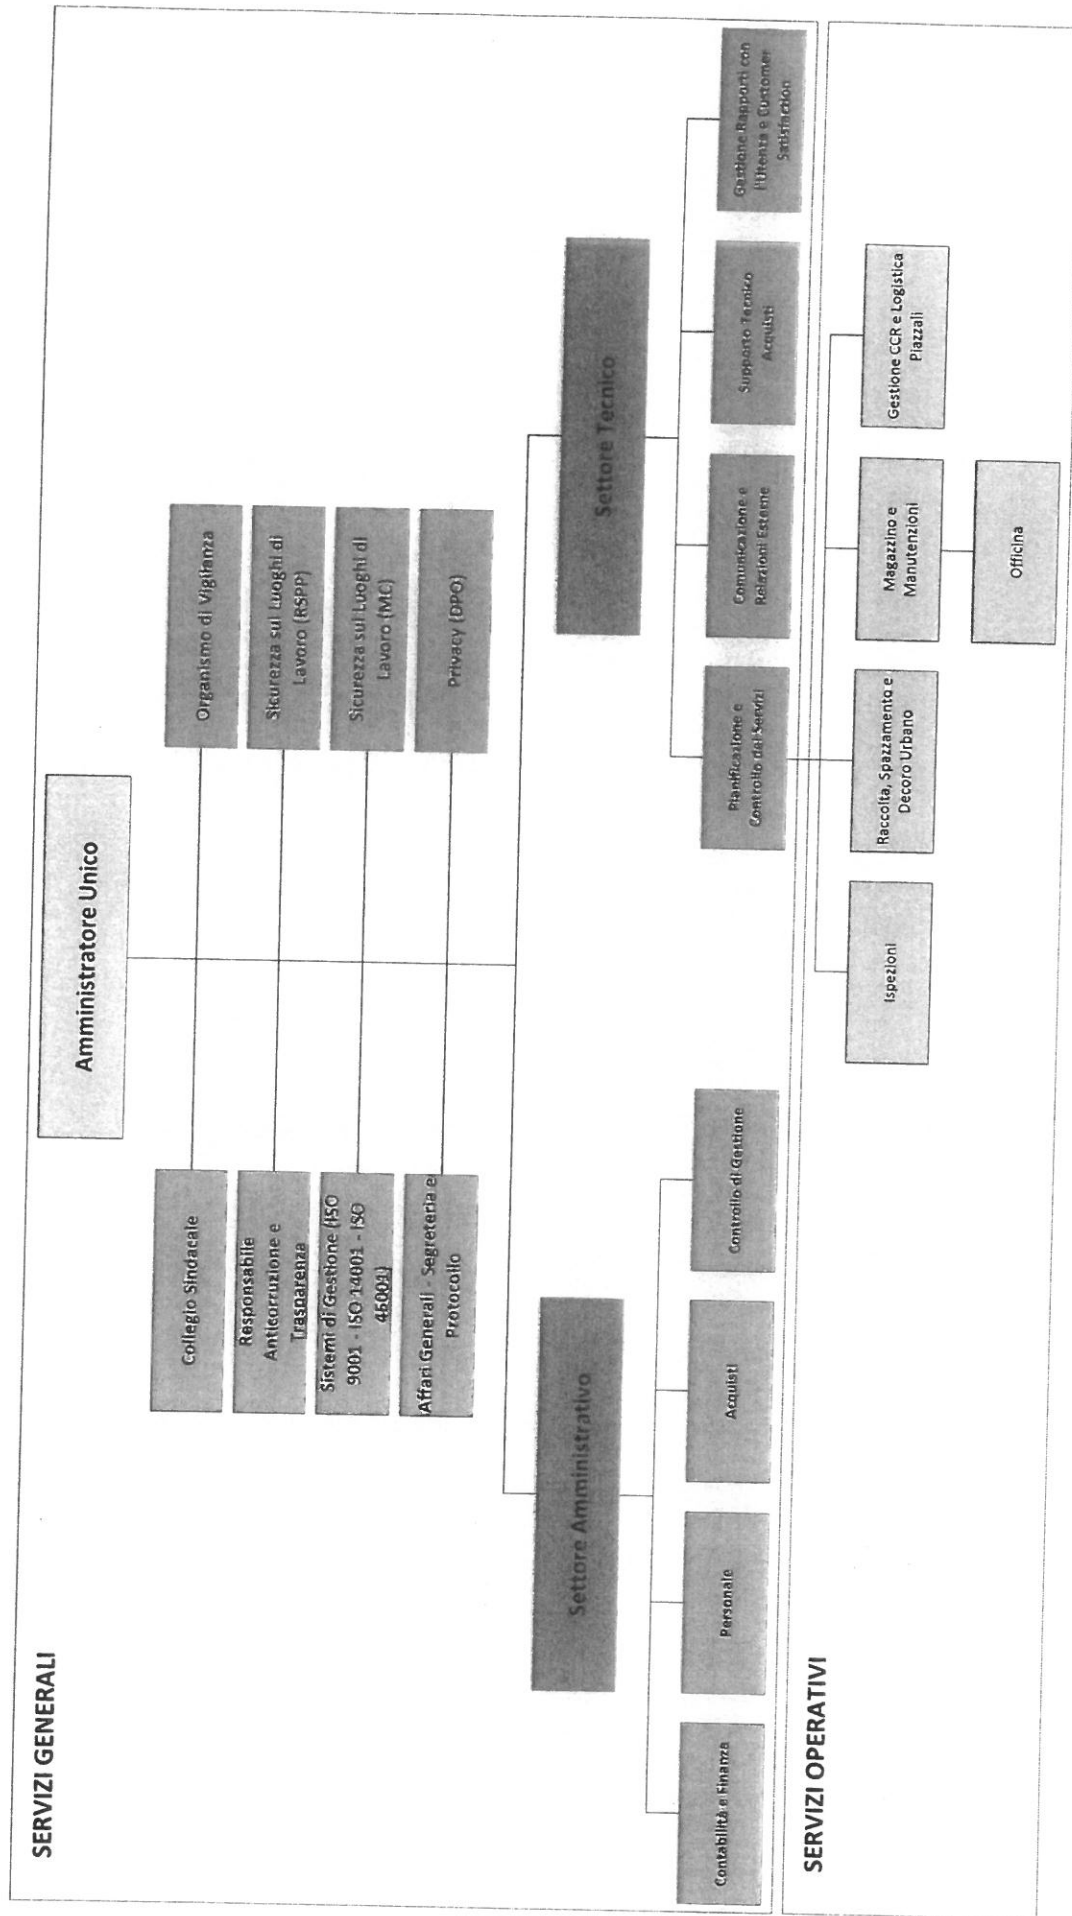 SERVIZI GENERALI
Amministratore Unico
Collegio Sindacale
Organismo di Vigilanza
Responsabile
Anticorruzione e
Trasparenza
Sicurezza sui Luoghi di
Lavoro (RSPP)
Sistemi di Gestione (ISO
9001 - ISO 14001 - ISO
45001)
Sicurezza sui Luoghi di
Lavoro (MC)
Affari Generali - Segreteria e
Protocollo
Privacy (DPO)
Settore Amministrativo
Settore Tecnico
Contabilità e Finanza
Personale
Acquisti
Controllo di Gestione
Pianificazione e
Controllo dei Servizi
Comunicazione e
Relazioni Esterne
Supporto Tecnico
Acquisti
Gestione Rapporti con
l'Utenza e Customer
Satisfaction
SERVIZI OPERATIVI
Ispezioni
Raccolta, Spazzamento e
Decoro Urbano
Magazzino e
Manutenzioni
Gestione CCR e Logistica
Piazzali
Officina